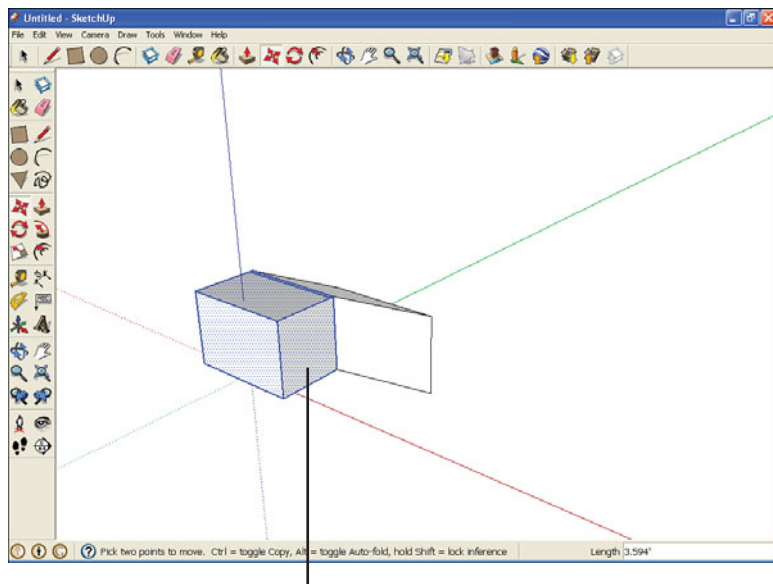 Untitled - SketchUp
File Edit View Camera Draw Tools Window Help
Pick two points to move. Ctrl = toggle Copy, Alt = toggle Auto-fold, hold Shift = lock inference
Length 3.594'